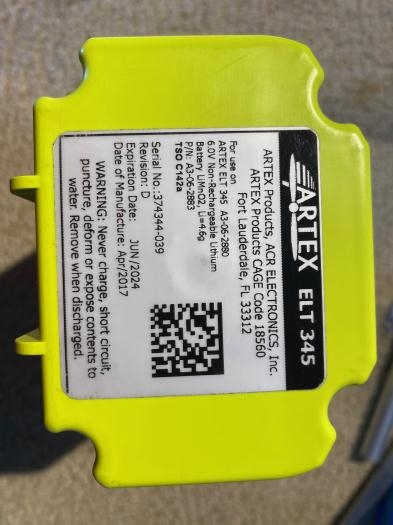 ARTEX ELT 345
ARTEX Products, ACR ELECTRONICS, Inc.
ARTEX Products CAGE Code 18560
Fort Lauderdale, FL 33312
For use on
ARTEX ELT 345 A3-06-2880
6.0V Non-Rechargeable Lithium
Battery LiMnO2, Li=4.6g
P/N: A3-06-2883
TSO C142a
Serial No.:374344-039
Revision: D
Expiration Date: JUN/2024
Date of Manufacture: Apr/2017
WARNING: Never charge, short circuit,
puncture, deform or expose contents to
water. Remove when discharged.